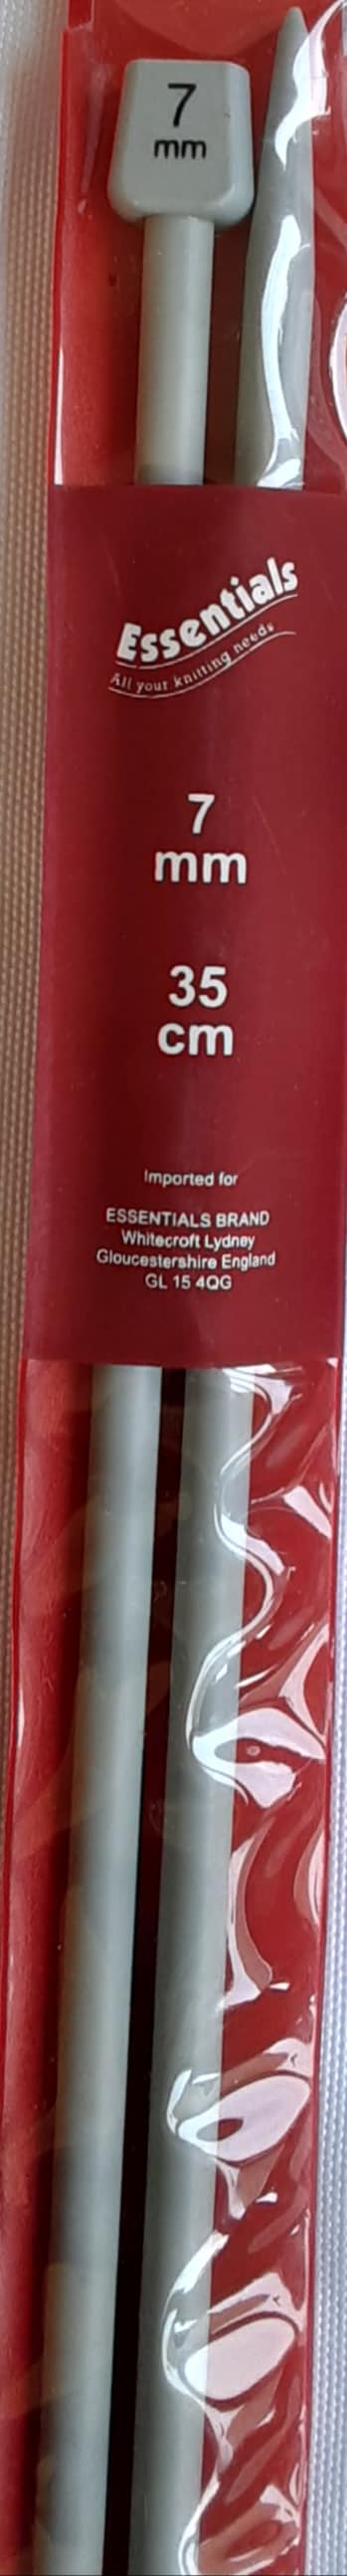 7
mm
Essentials
All your knitting needs
7
mm
35
cm
Imported for
ESSENTIALS BRAND
Whitecroft Lydney
Gloucestershire England
GL 15 4QG